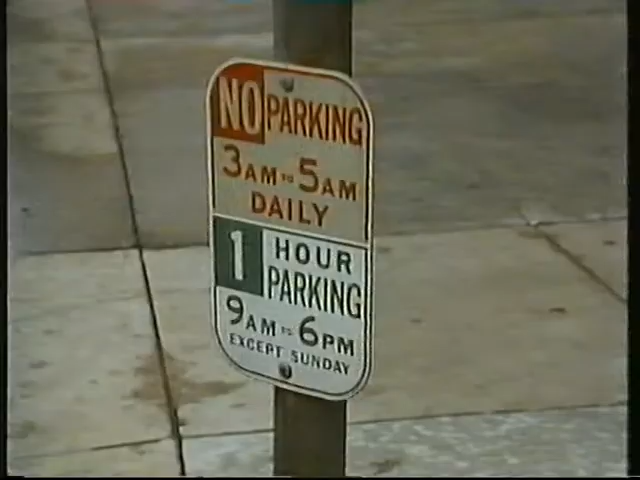 NO PARKING
3AM TO 5AM
DAILY
1 HOUR
PARKING
9AM TO 6PM
EXCEPT SUNDAY